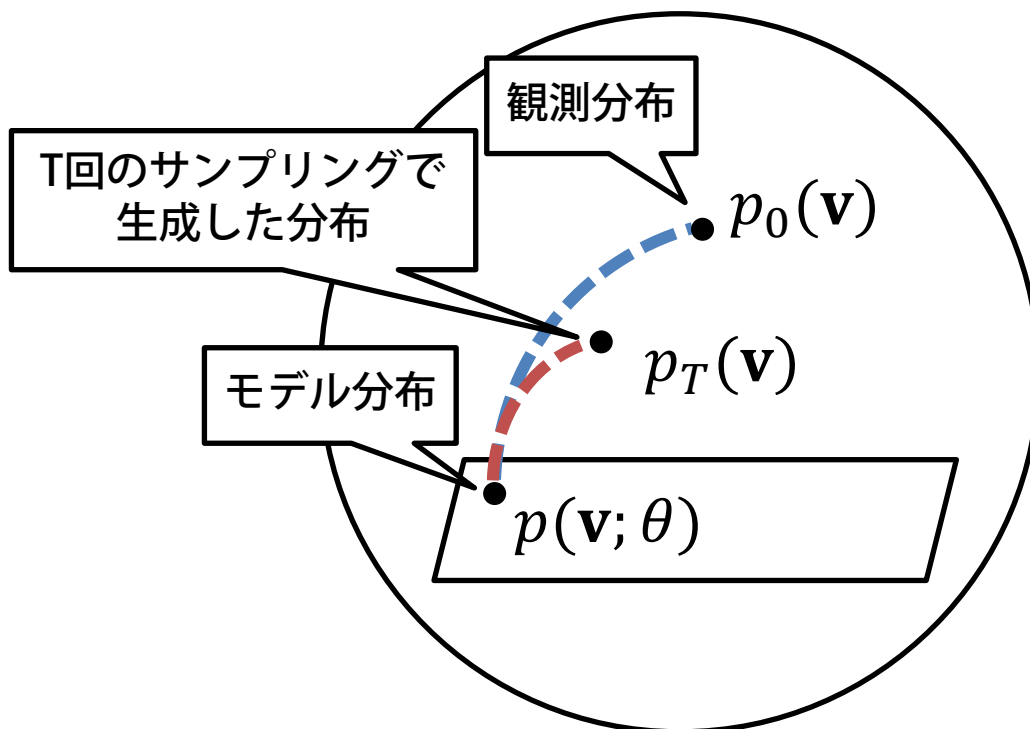 観測分布
T回のサンプリングで
生成した分布
p₀(𝐯)
p_T(𝐯)
モデル分布
p(𝐯; θ)